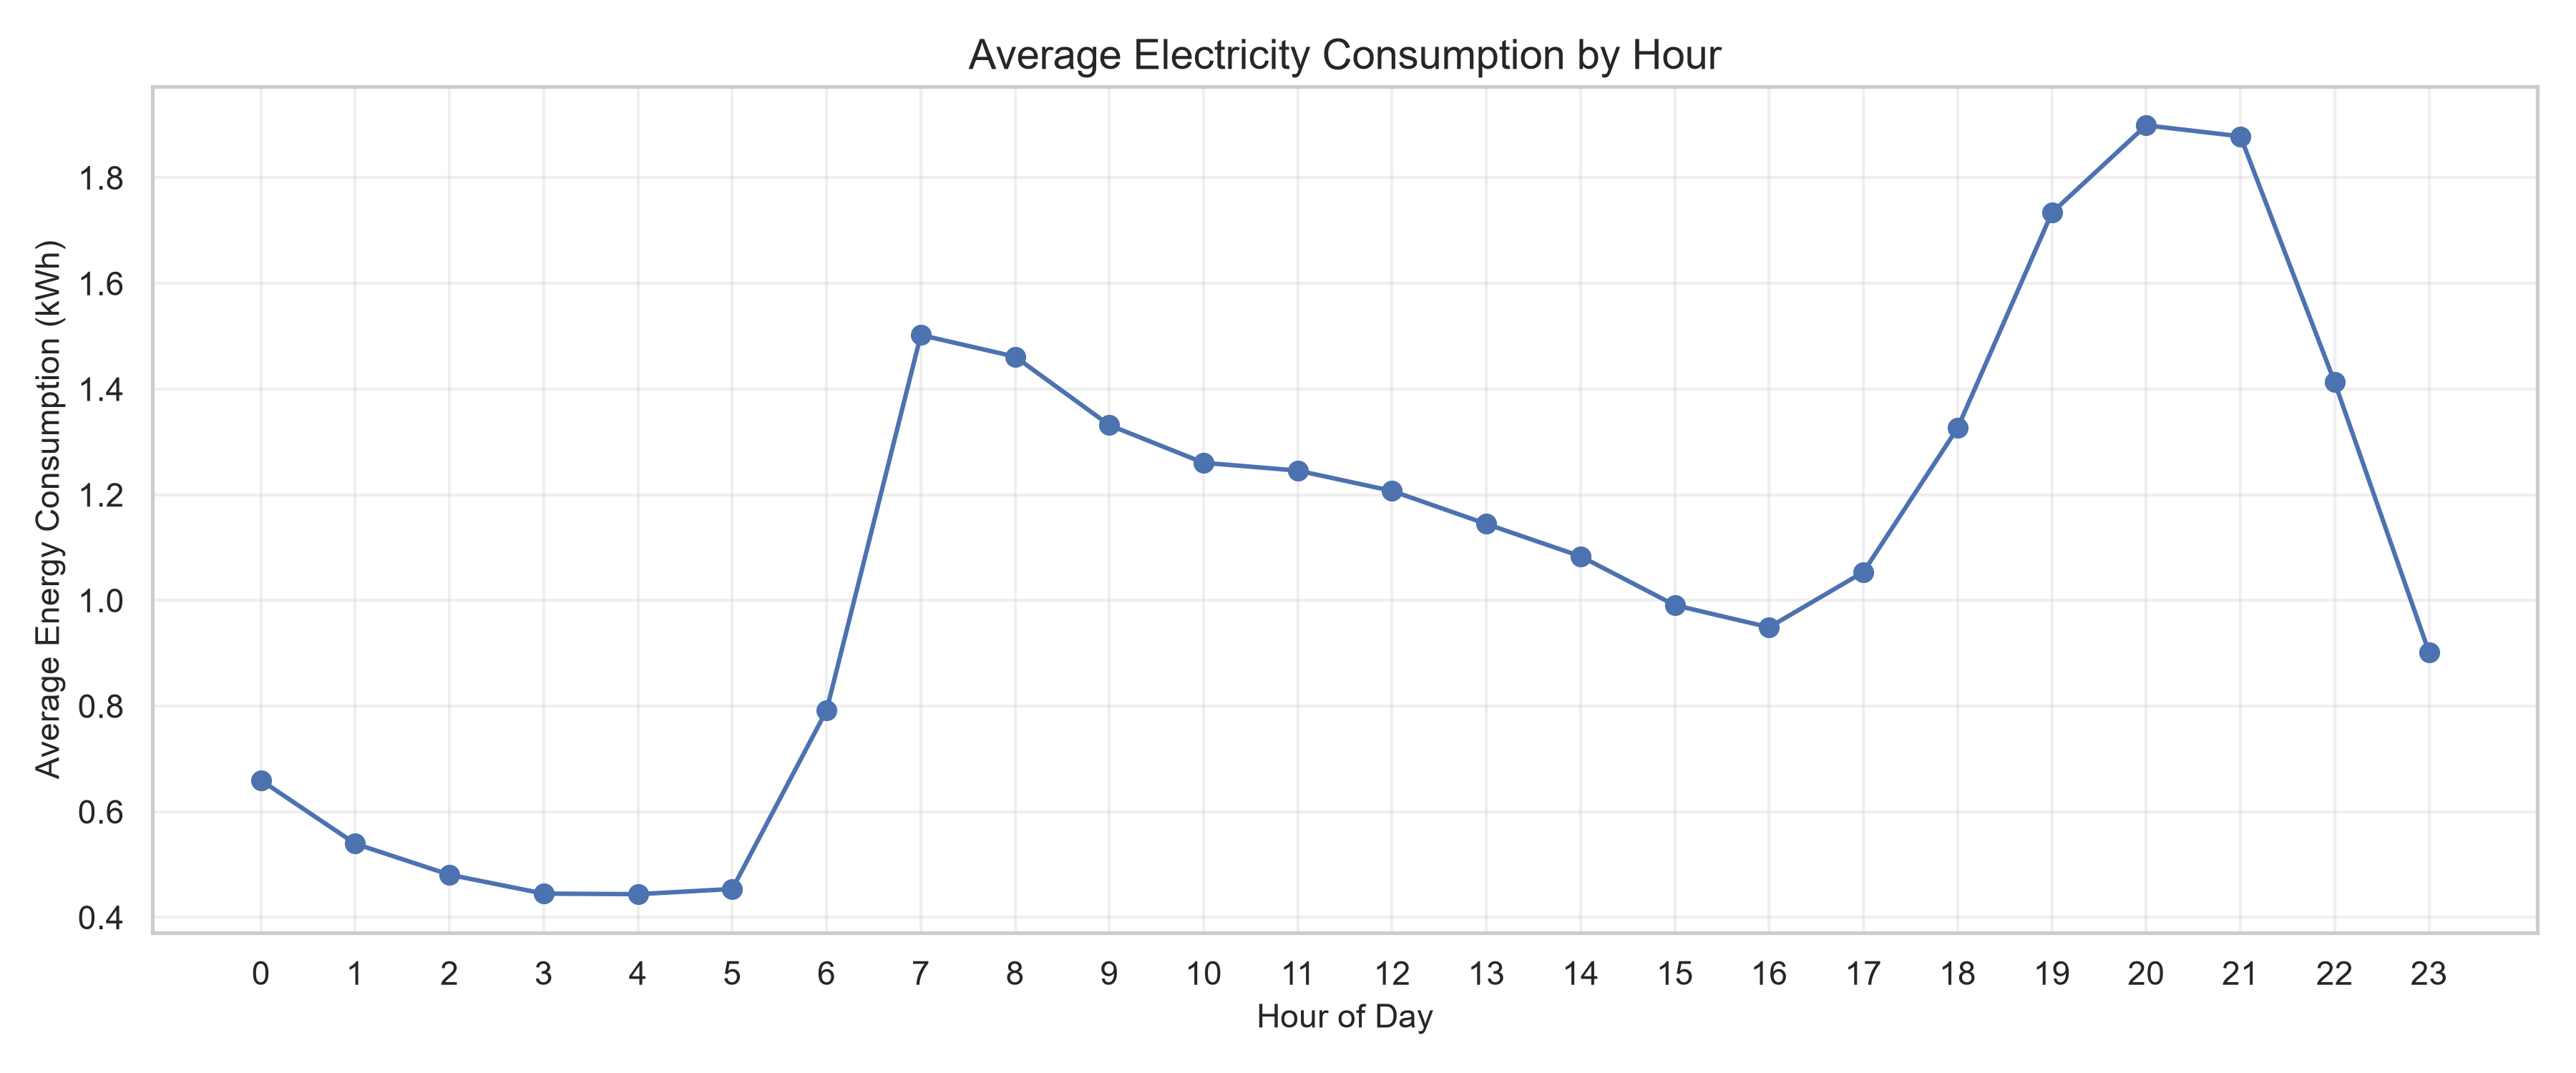 Average Electricity Consumption by Hour
Average Energy Consumption (kWh)
1.8
1.6
1.4
1.2
1.0
0.8
0.6
0.4
0 1 2 3 4 5 6 7 8 9 10 11 12 13 14 15 16 17 18 19 20 21 22 23
Hour of Day